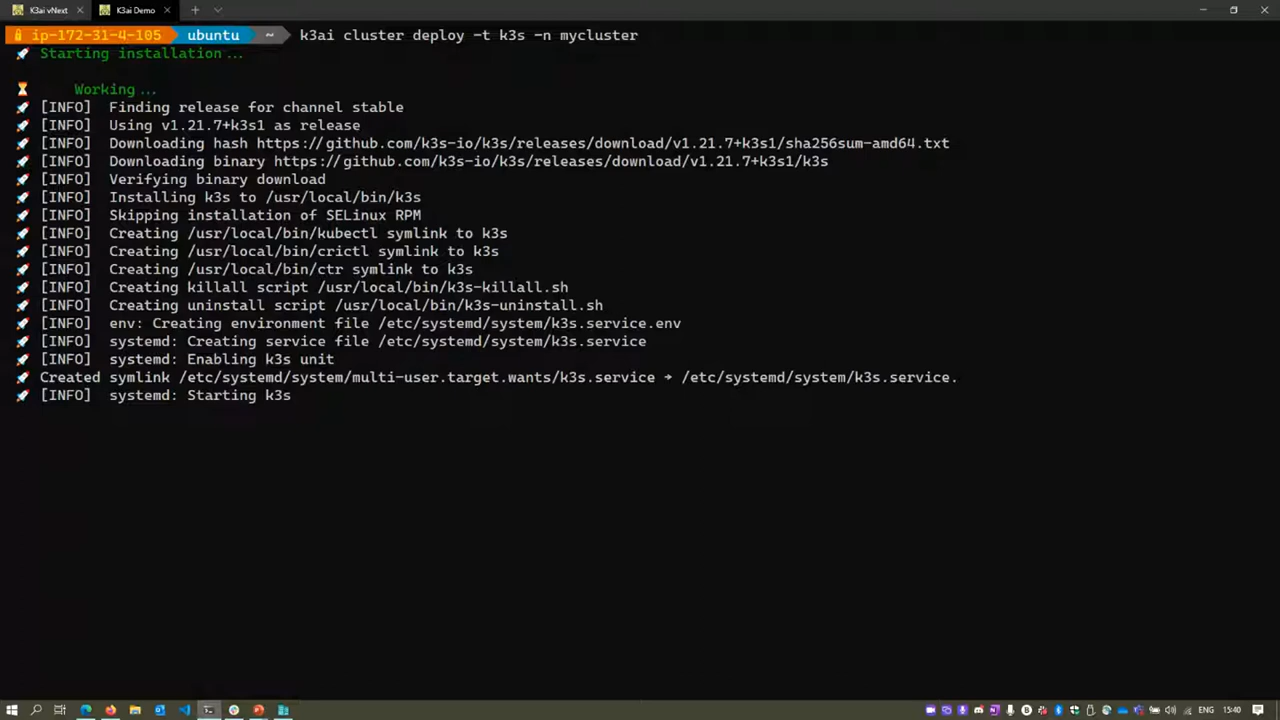 K3ai vNext
K3ai Demo
ip-172-31-4-105 ubuntu ~ k3ai cluster deploy -t k3s -n mycluster
Starting installation...
Working...
[INFO] Finding release for channel stable
[INFO] Using v1.21.7+k3s1 as release
[INFO] Downloading hash https://github.com/k3s-io/k3s/releases/download/v1.21.7+k3s1/sha256sum-amd64.txt
[INFO] Downloading binary https://github.com/k3s-io/k3s/releases/download/v1.21.7+k3s1/k3s
[INFO] Verifying binary download
[INFO] Installing k3s to /usr/local/bin/k3s
[INFO] Skipping installation of SELinux RPM
[INFO] Creating /usr/local/bin/kubectl symlink to k3s
[INFO] Creating /usr/local/bin/crictl symlink to k3s
[INFO] Creating /usr/local/bin/ctr symlink to k3s
[INFO] Creating killall script /usr/local/bin/k3s-killall.sh
[INFO] Creating uninstall script /usr/local/bin/k3s-uninstall.sh
[INFO] env: Creating environment file /etc/systemd/system/k3s.service.env
[INFO] systemd: Creating service file /etc/systemd/system/k3s.service
[INFO] systemd: Enabling k3s unit
Created symlink /etc/systemd/system/multi-user.target.wants/k3s.service → /etc/systemd/system/k3s.service.
[INFO] systemd: Starting k3s
ENG 15:40